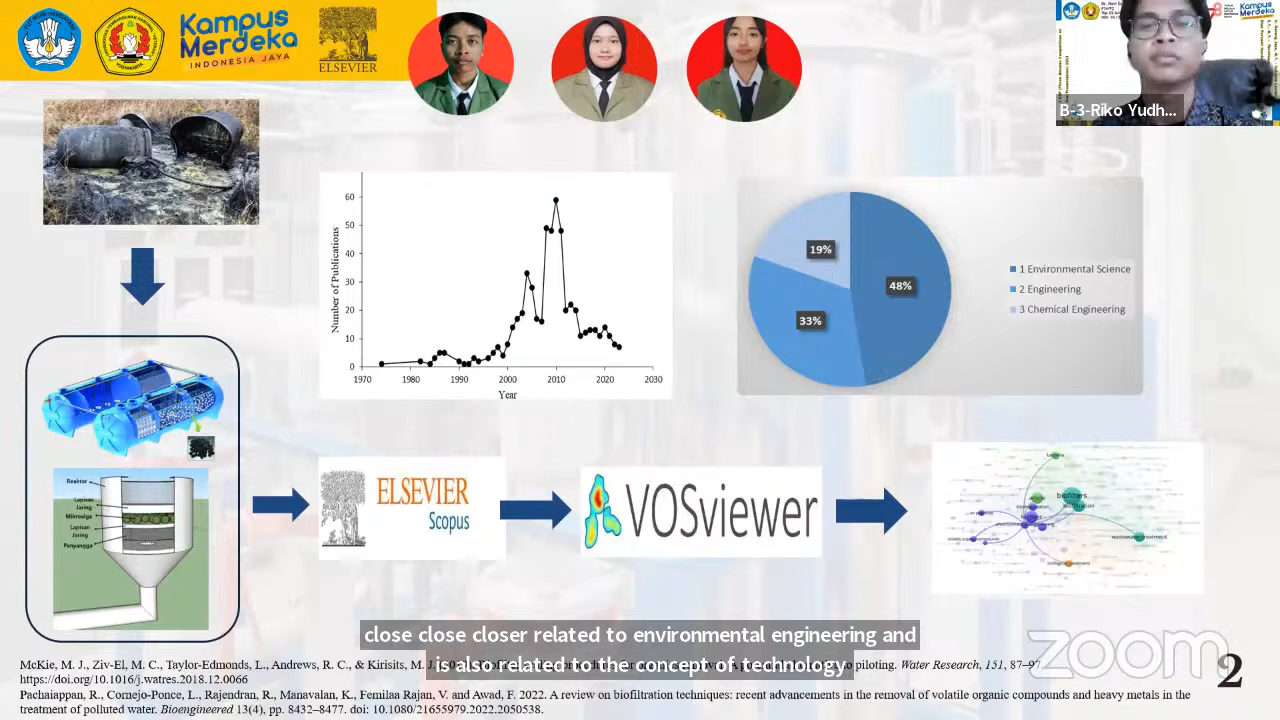 Kampus
Merdeka
INDONESIA JAYA
ELSEVIER
Kampus
Merdeka
B-3-Riko Yudh...
Number of Publications
60
50
40
30
20
10
0
1970 1980 1990 2000 2010 2020 2030
Year
19%
48%
33%
1 Environmental Science
2 Engineering
3 Chemical Engineering
Reaktor
Lapisan
Jaring
Mikroalga
Lapisan
Jaring
Penyangga
ELSEVIER
Scopus
VOSviewer
biofilters
biofiltration
wastewater treatment
close close closer related to environmental engineering and
is also related to the concept of technology
McKie, M. J., Ziv-El, M. C., Taylor-Edmonds, L., Andrews, R. C., & Kirisits, M. J.
piloting. Water Research, 151, 87–97.
https://doi.org/10.1016/j.watres.2018.12.0066
Pachaiappan, R., Cornejo-Ponce, L., Rajendran, R., Manavalan, K., Femilaa Rajan, V. and Awad, F. 2022. A review on biofiltration techniques: recent advancements in the removal of volatile organic compounds and heavy metals in the
treatment of polluted water. Bioengineered 13(4), pp. 8432–8477. doi: 10.1080/21655979.2022.2050538.
zoom
2